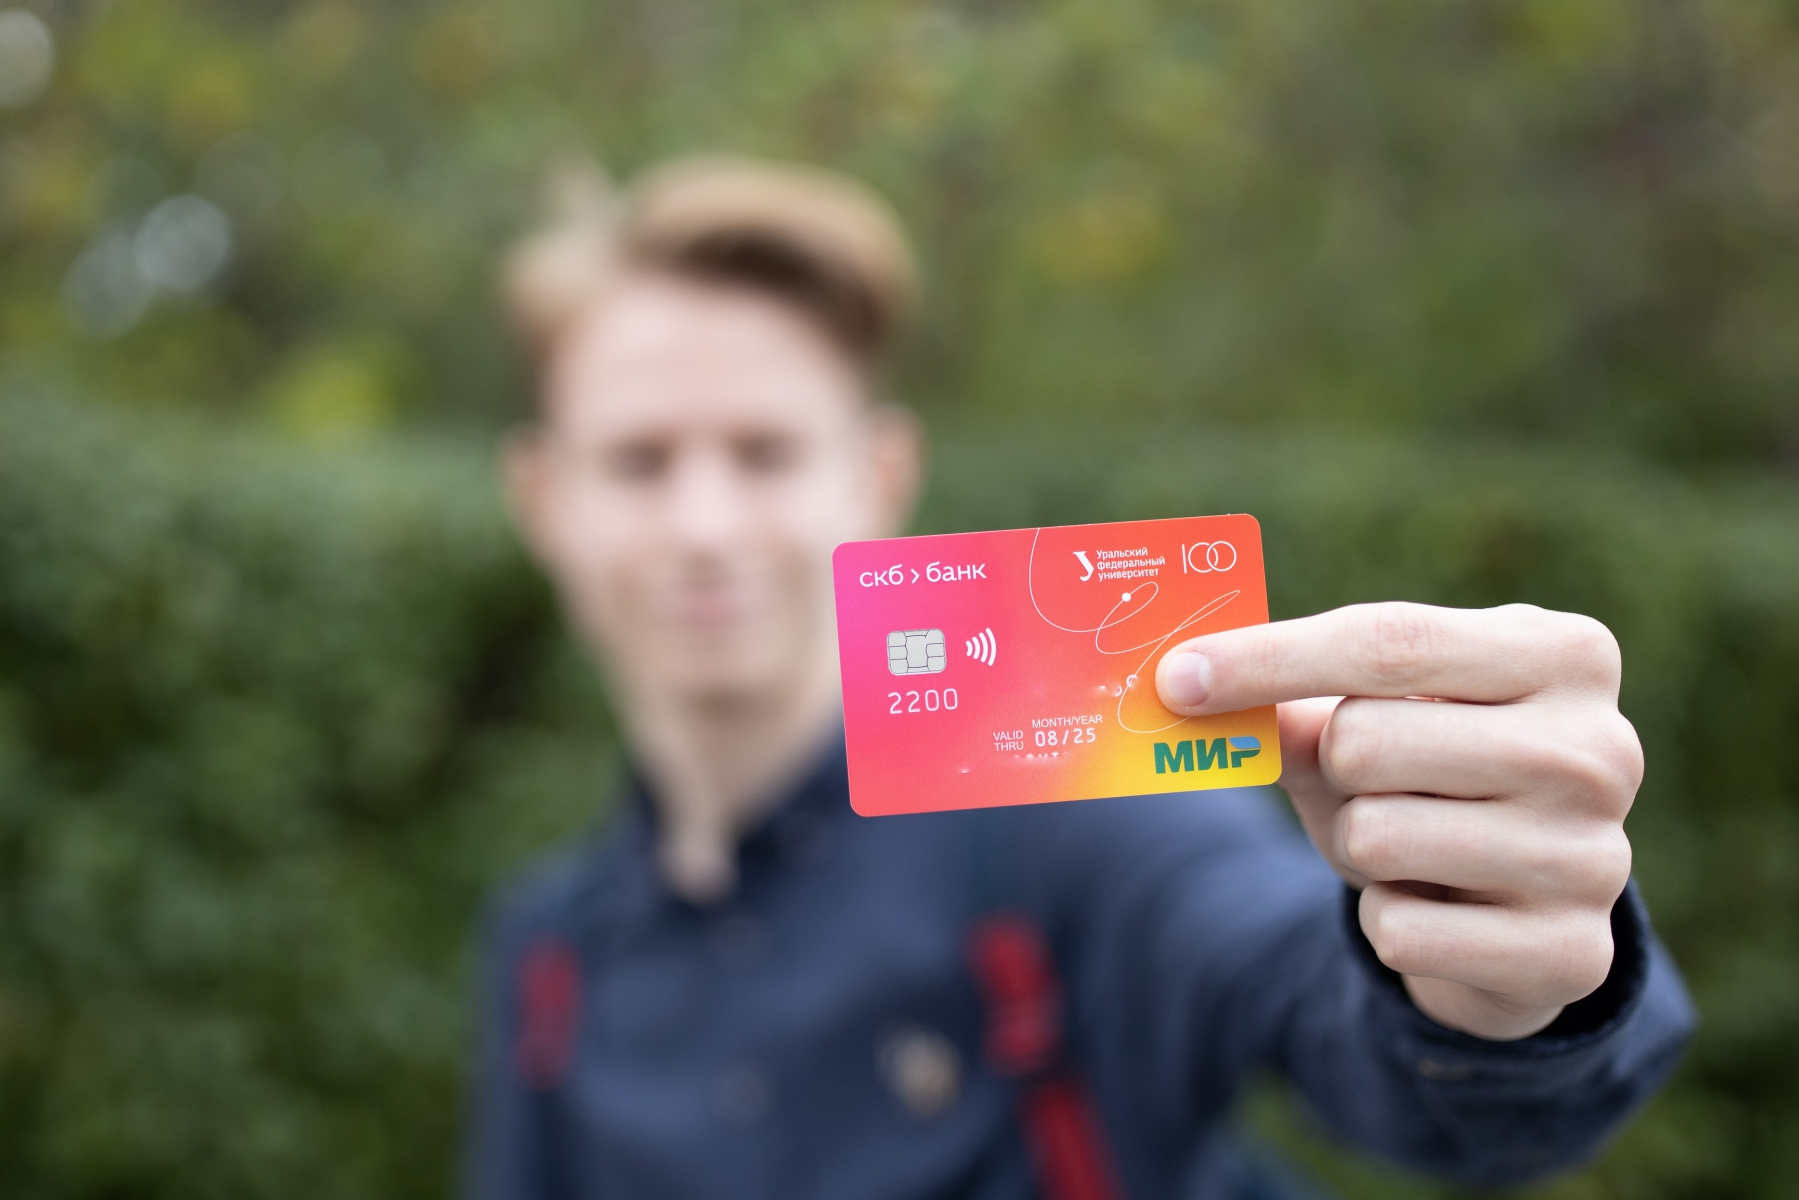 скб›банк
Уральский
федеральный
университет
100
2200
MONTH/YEAR
VALID
THRU
08/25
МИР